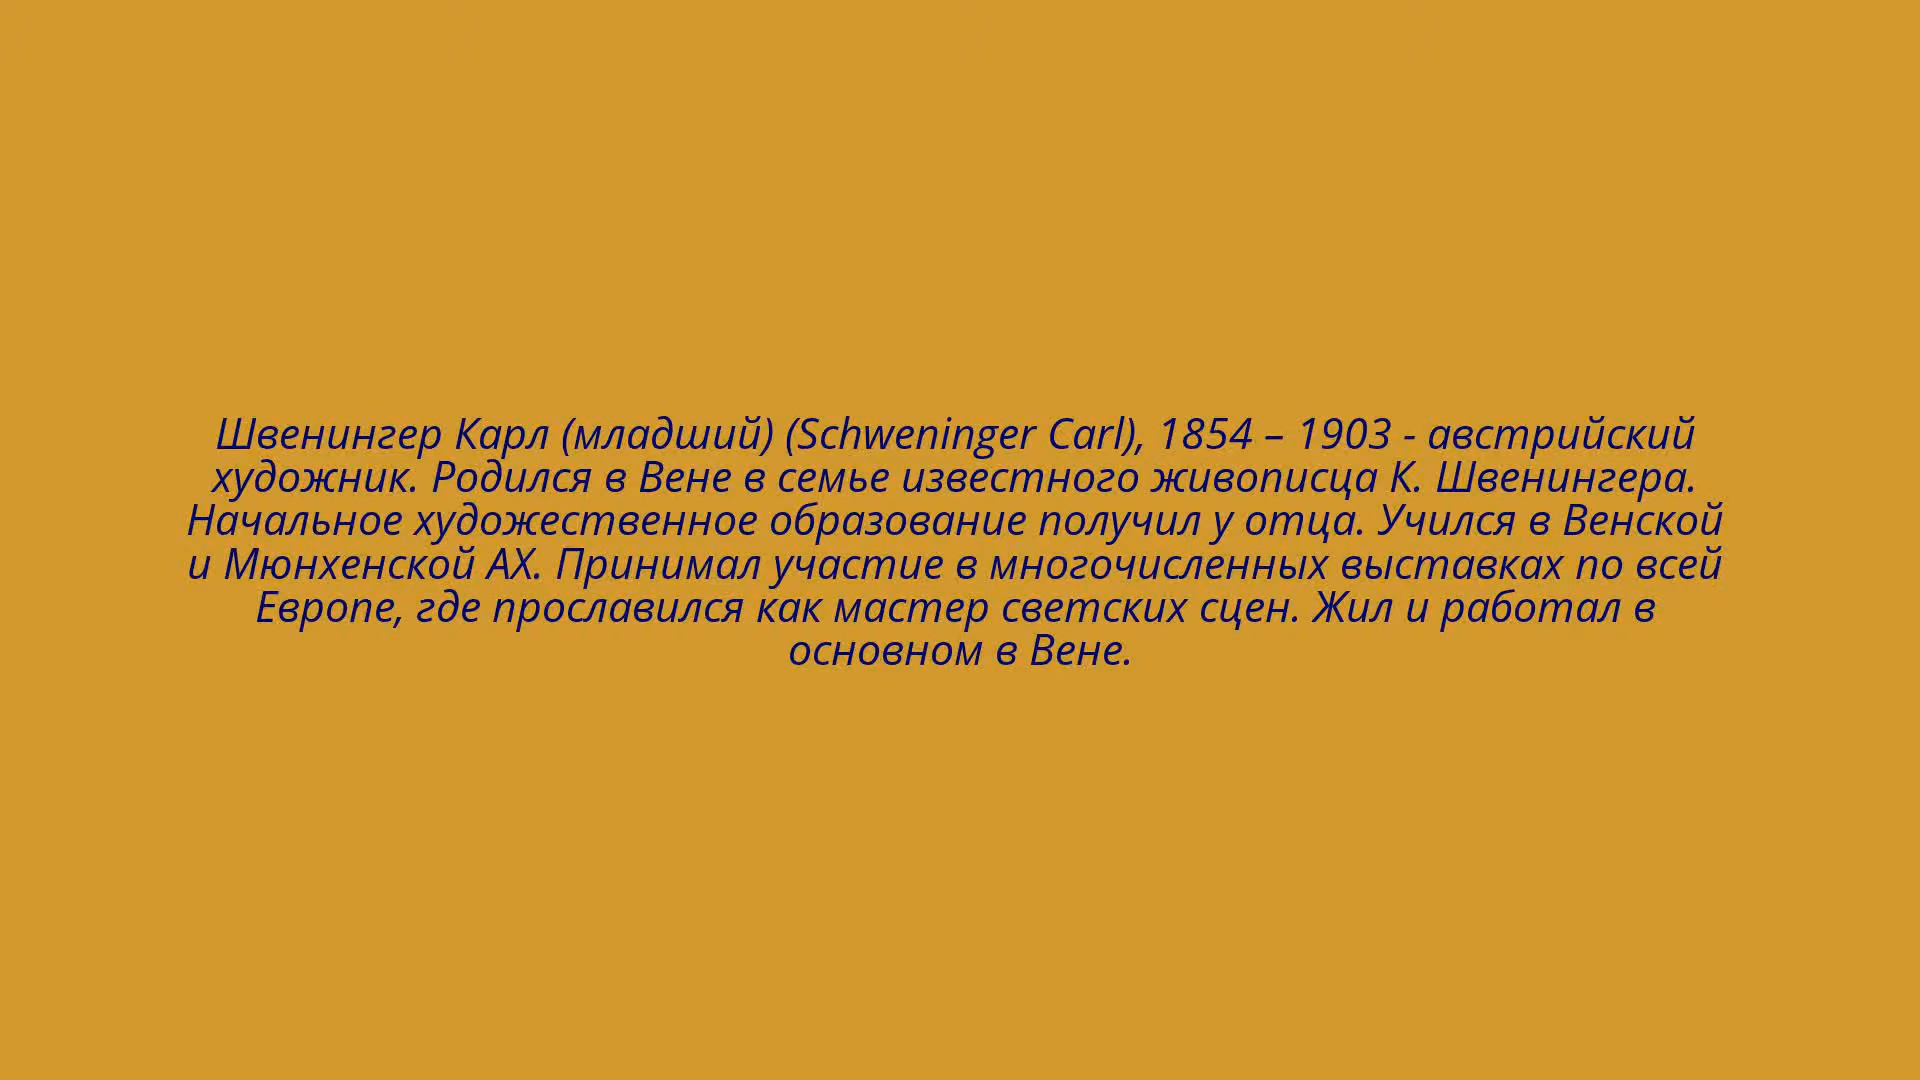 Швенингер Карл (младший) (Schweninger Carl), 1854 – 1903 - австрийский
художник. Родился в Вене в семье известного живописца К. Швенингера.
Начальное художественное образование получил у отца. Учился в Венской
и Мюнхенской АХ. Принимал участие в многочисленных выставках по всей
Европе, где прославился как мастер светских сцен. Жил и работал в
основном в Вене.